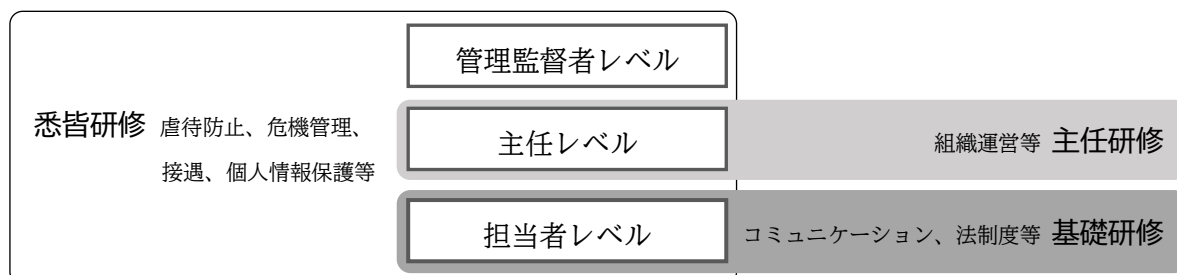 管理監督者レベル
悉皆研修 虐待防止、危機管理、
接遇、個人情報保護等
主任レベル
組織運営等 主任研修
担当者レベル
コミュニケーション、法制度等 基礎研修